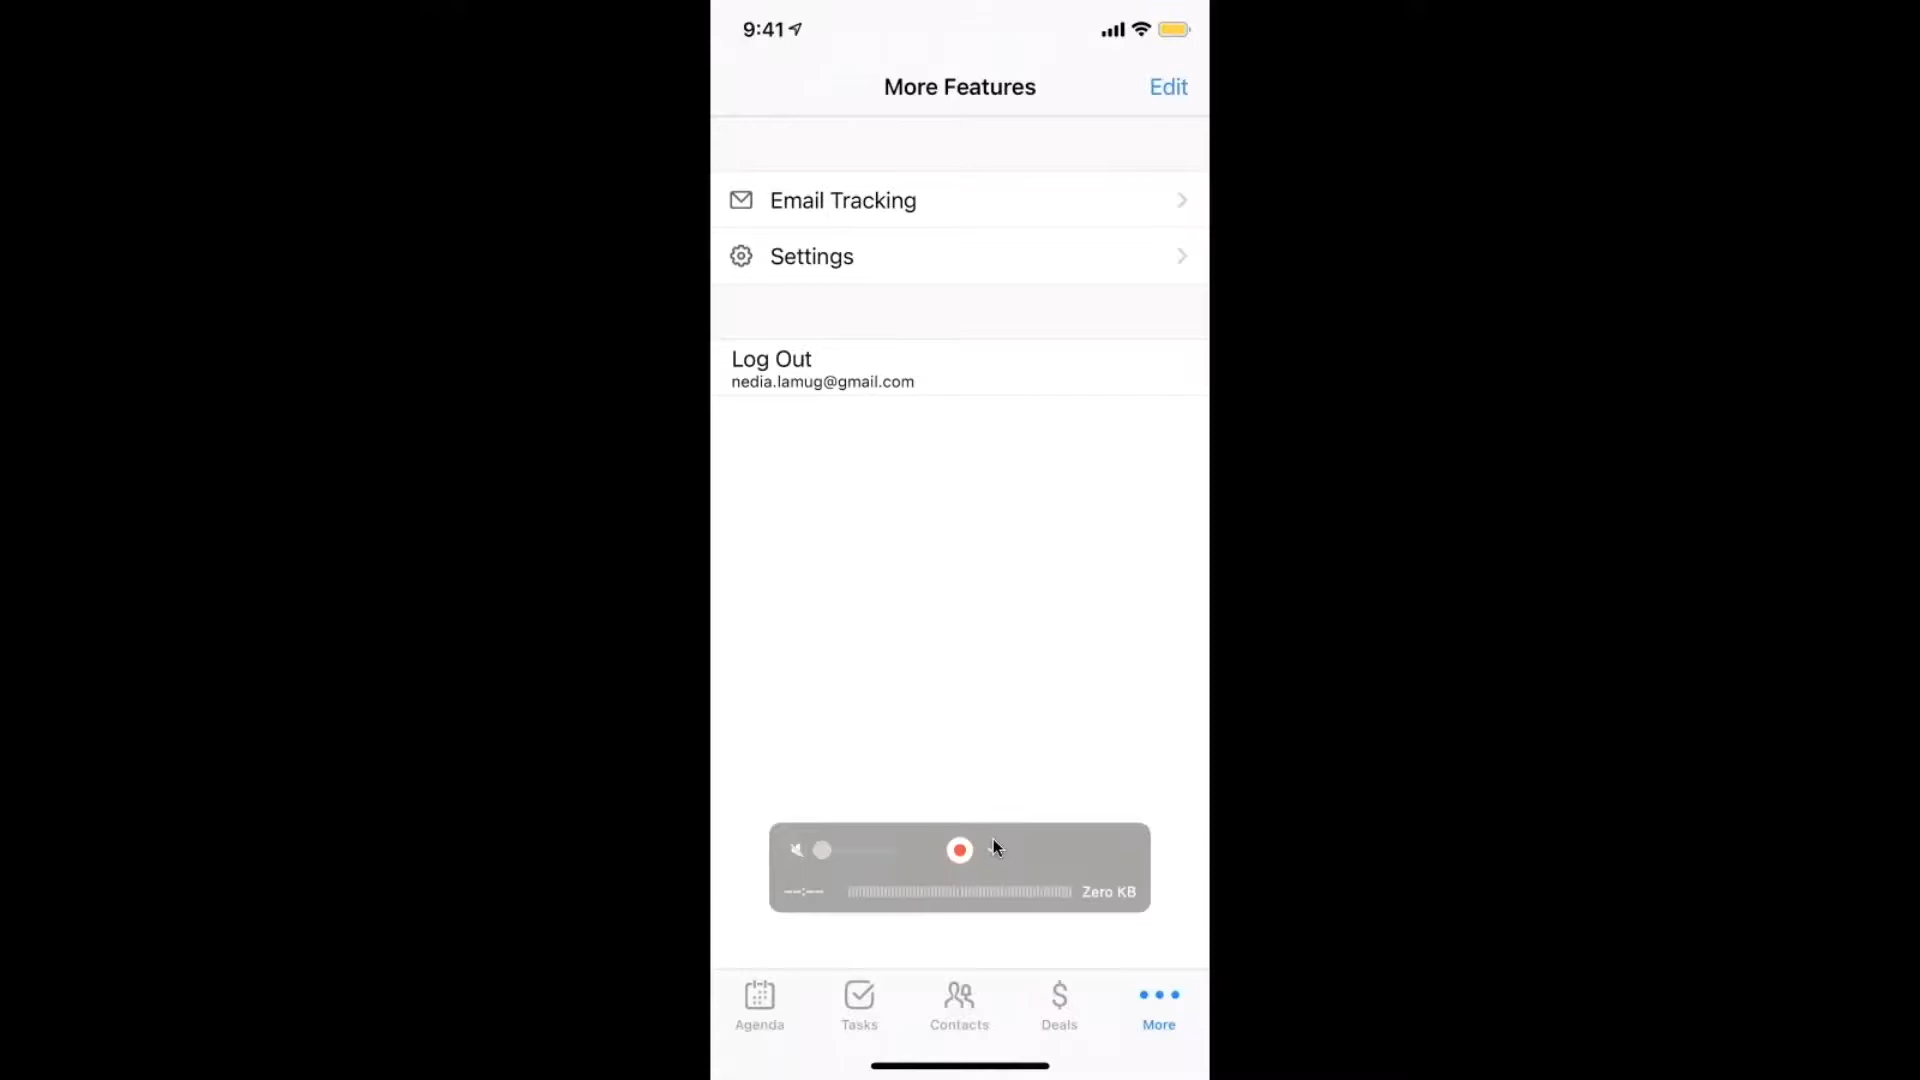 9:41
More Features
Edit
Email Tracking
Settings
Log Out
nedia.lamug@gmail.com
--:--
Zero KB
Agenda
Tasks
Contacts
Deals
More